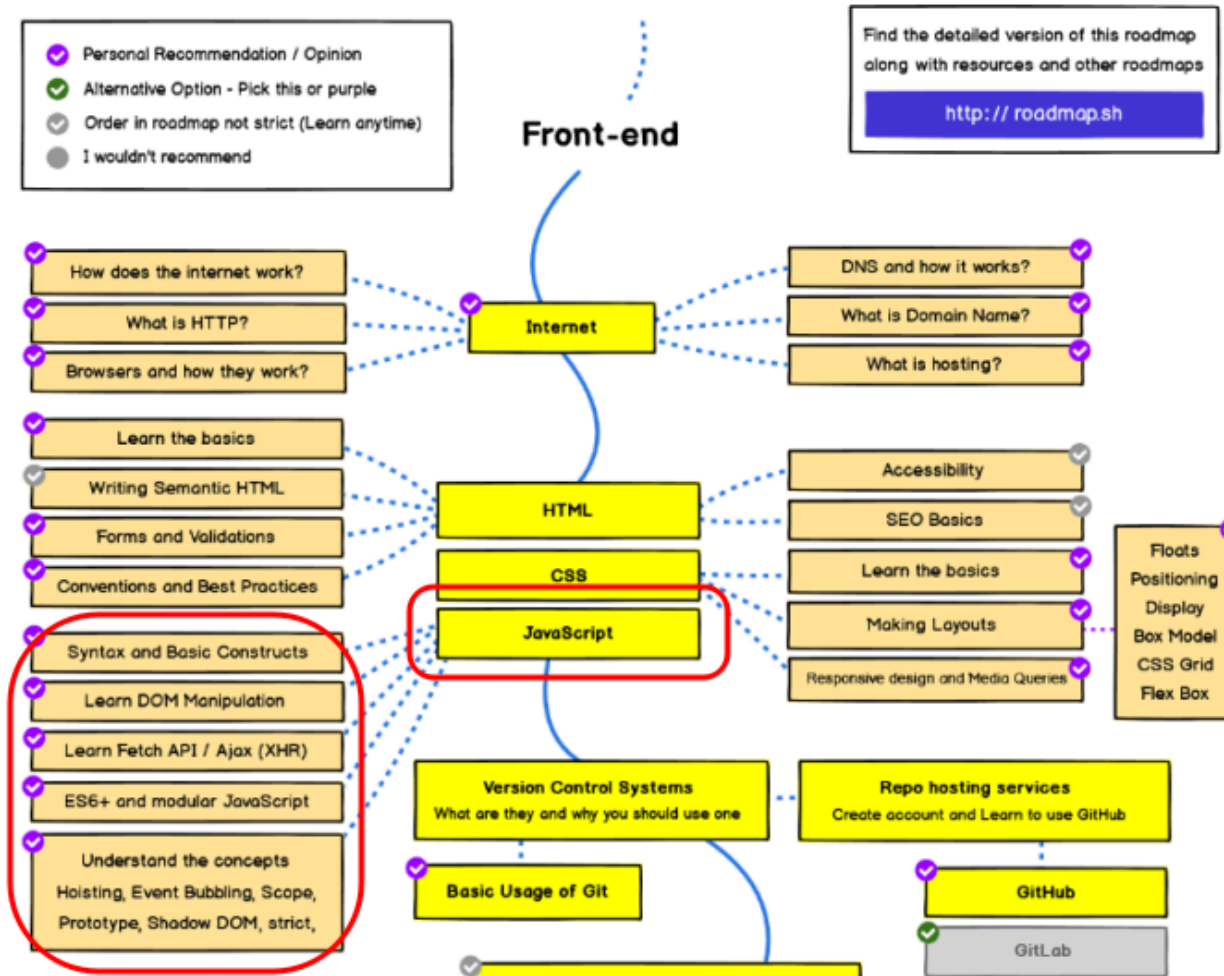 Personal Recommendation / Opinion
Alternative Option - Pick this or purple
Order in roadmap not strict (Learn anytime)
I wouldn't recommend
Find the detailed version of this roadmap
along with resources and other roadmaps
http:// roadmap.sh
Front-end
How does the internet work?
What is HTTP?
Browsers and how they work?
Internet
DNS and how it works?
What is Domain Name?
What is hosting?
Learn the basics
Writing Semantic HTML
Forms and Validations
Conventions and Best Practices
HTML
Accessibility
SEO Basics
CSS
Learn the basics
Making Layouts
Responsive design and Media Queries
Floats
Positioning
Display
Box Model
CSS Grid
Flex Box
JavaScript
Syntax and Basic Constructs
Learn DOM Manipulation
Learn Fetch API / Ajax (XHR)
ES6+ and modular JavaScript
Understand the concepts
Hoisting, Event Bubbling, Scope,
Prototype, Shadow DOM, strict,
Version Control Systems
What are they and why you should use one
Repo hosting services
Create account and Learn to use GitHub
Basic Usage of Git
GitHub
GitLab